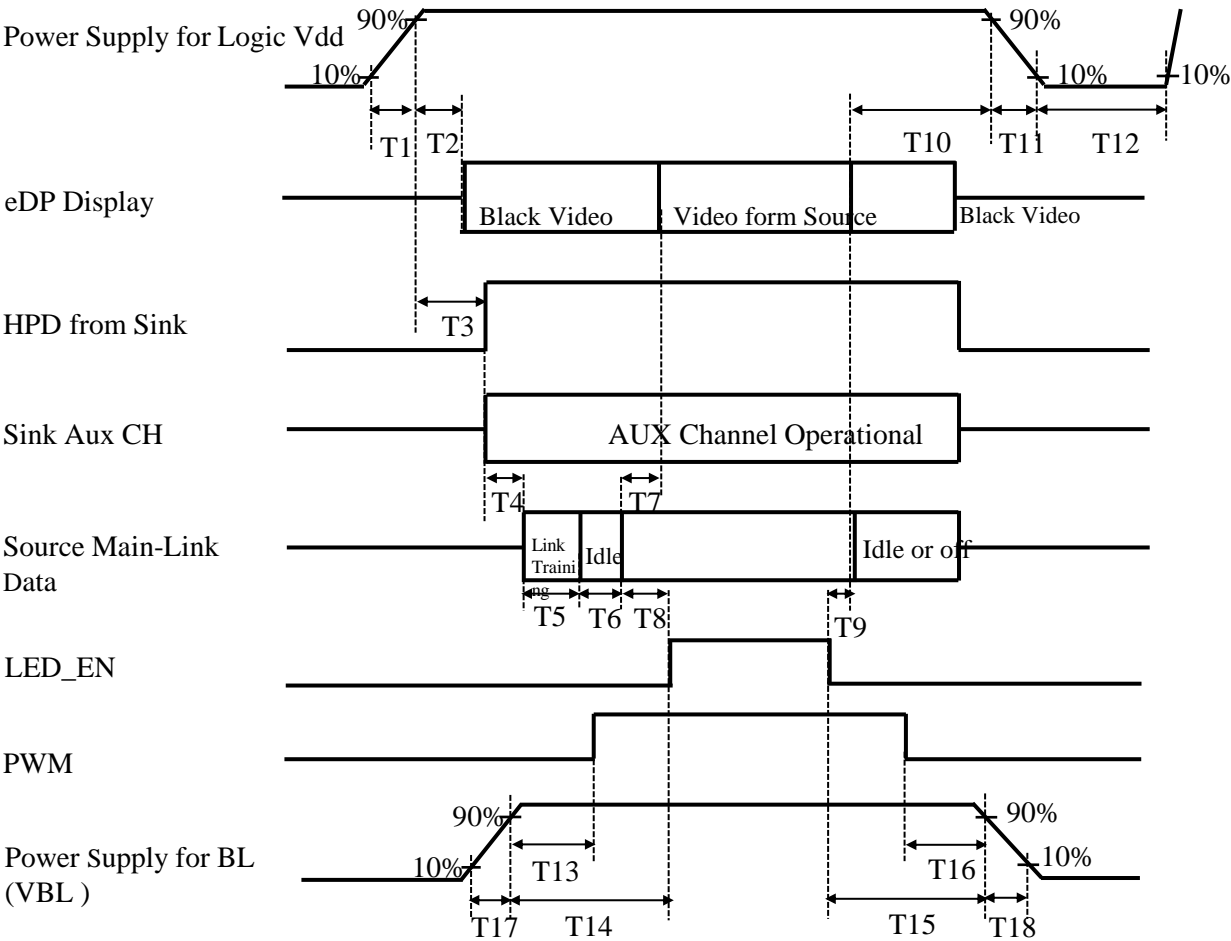 90%
90%
Power Supply for Logic Vdd
10%
10%
10%
T1
T2
T10
T11
T12
eDP Display
Black Video
Video form Source
Black Video
T3
HPD from Sink
Sink Aux CH
AUX Channel Operational
T4
T7
Source Main-Link
Data
Link
Traini
ng
Idle
Idle or off
T5
T6
T8
T9
LED_EN
PWM
90%
90%
Power Supply for BL
(VBL )
10%
10%
T13
T16
T17
T14
T15
T18